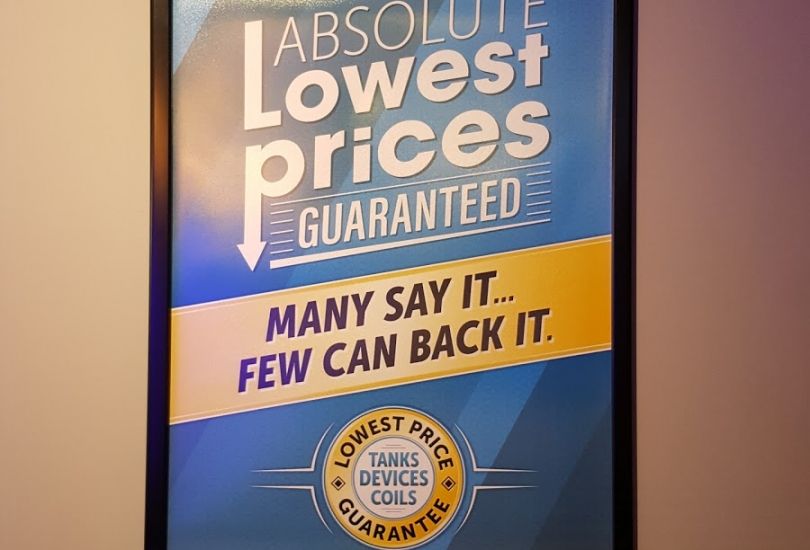 ABSOLUTE
Lowest
prices
GUARANTEED
MANY SAY IT...
FEW CAN BACK IT.
LOWEST PRICE
TANKS
DEVICES
COILS
GUARANTEE